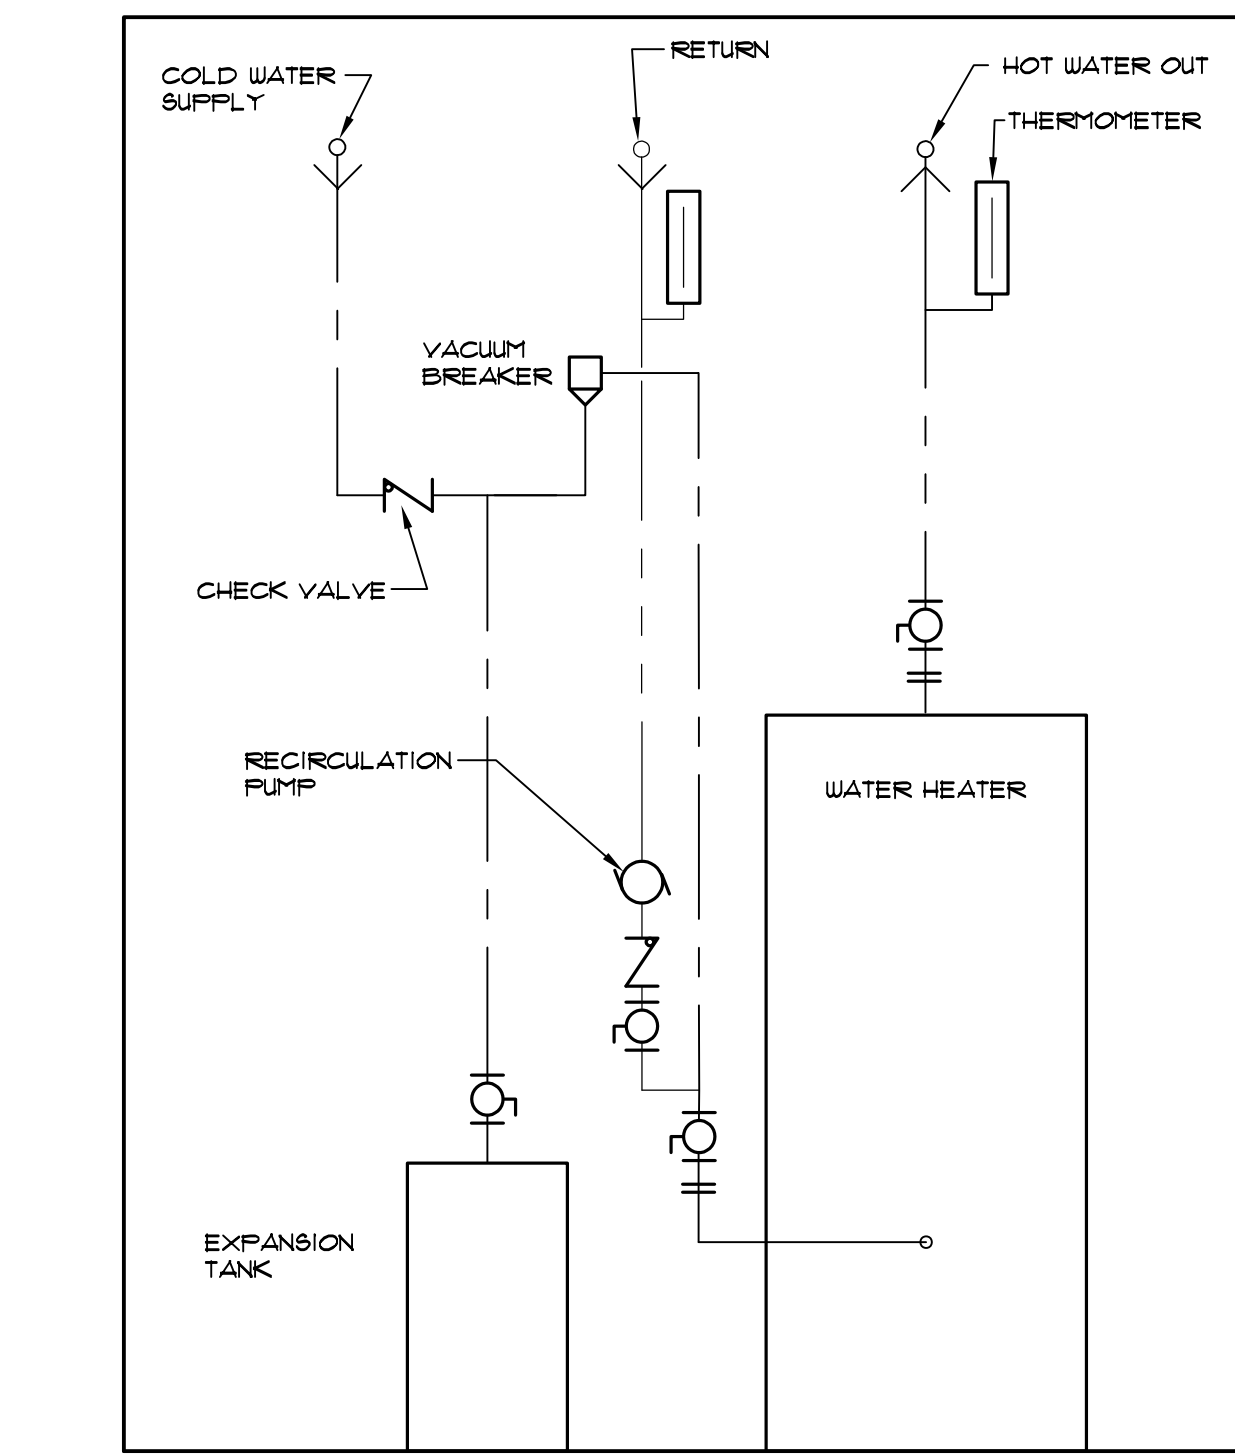 COLD WATER
SUPPLY
RETURN
HOT WATER OUT
THERMOMETER
VACUUM
BREAKER
CHECK VALVE
RECIRCULATION
PUMP
WATER HEATER
EXPANSION
TANK